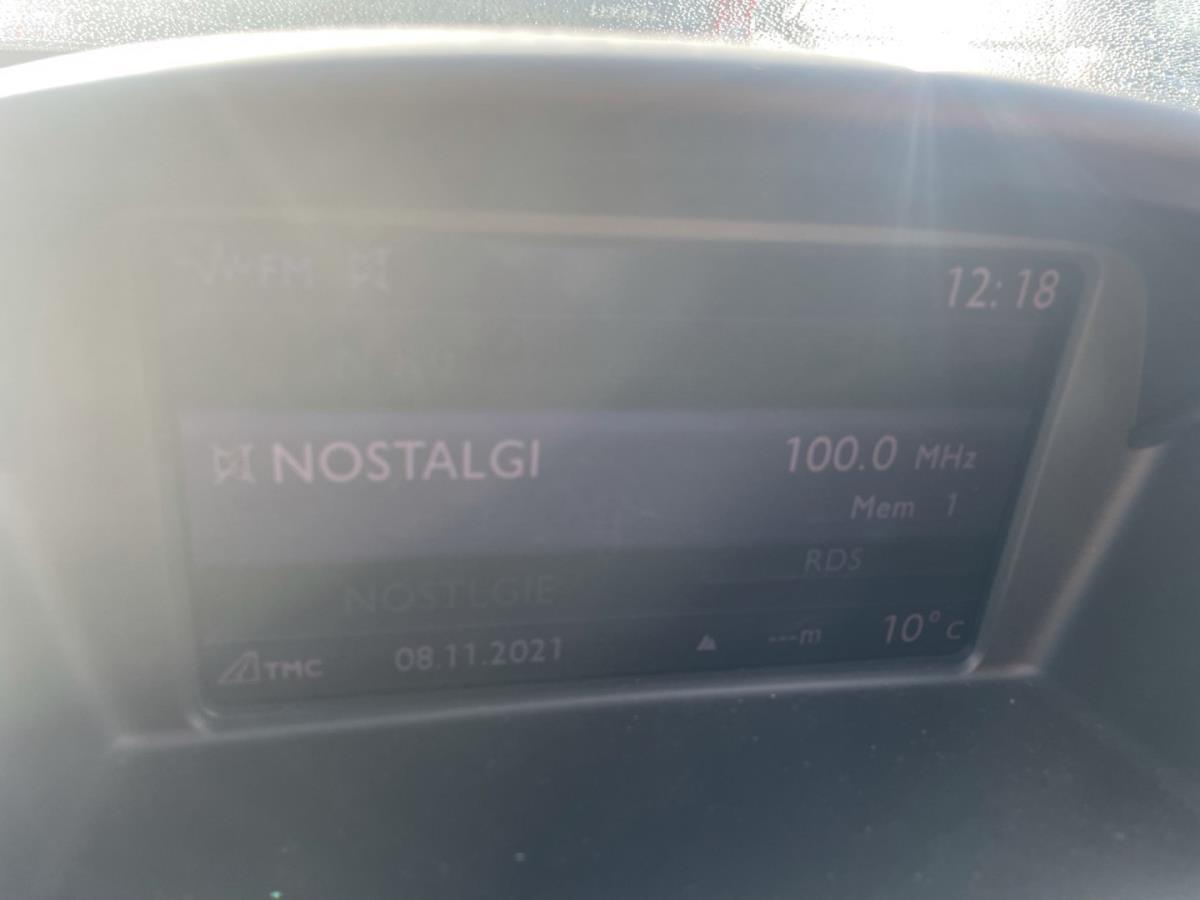 FM 12:18
NOSTALGI 100.0 MHz
Mem 1
RDS
NOSTLGIE
TMC 08.11.2021 ---m 10°C